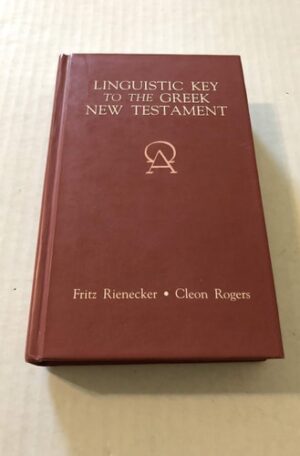 LINGUISTIC KEY
TO THE GREEK
NEW TESTAMENT
Fritz Rienecker • Cleon Rogers